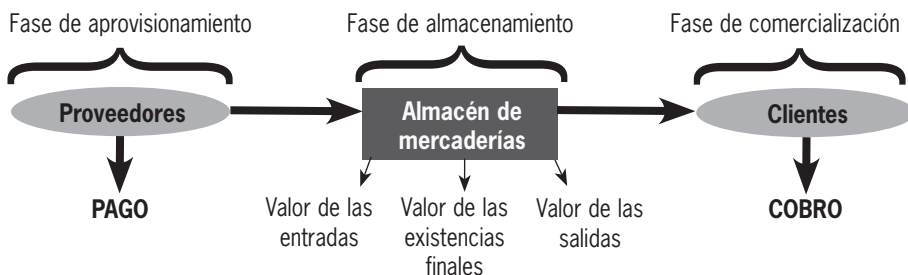 Fase de aprovisionamiento
Fase de almacenamiento
Fase de comercialización
Proveedores
Almacén de
mercaderías
Clientes
PAGO
Valor de las
entradas
Valor de las
existencias
finales
Valor de las
salidas
COBRO